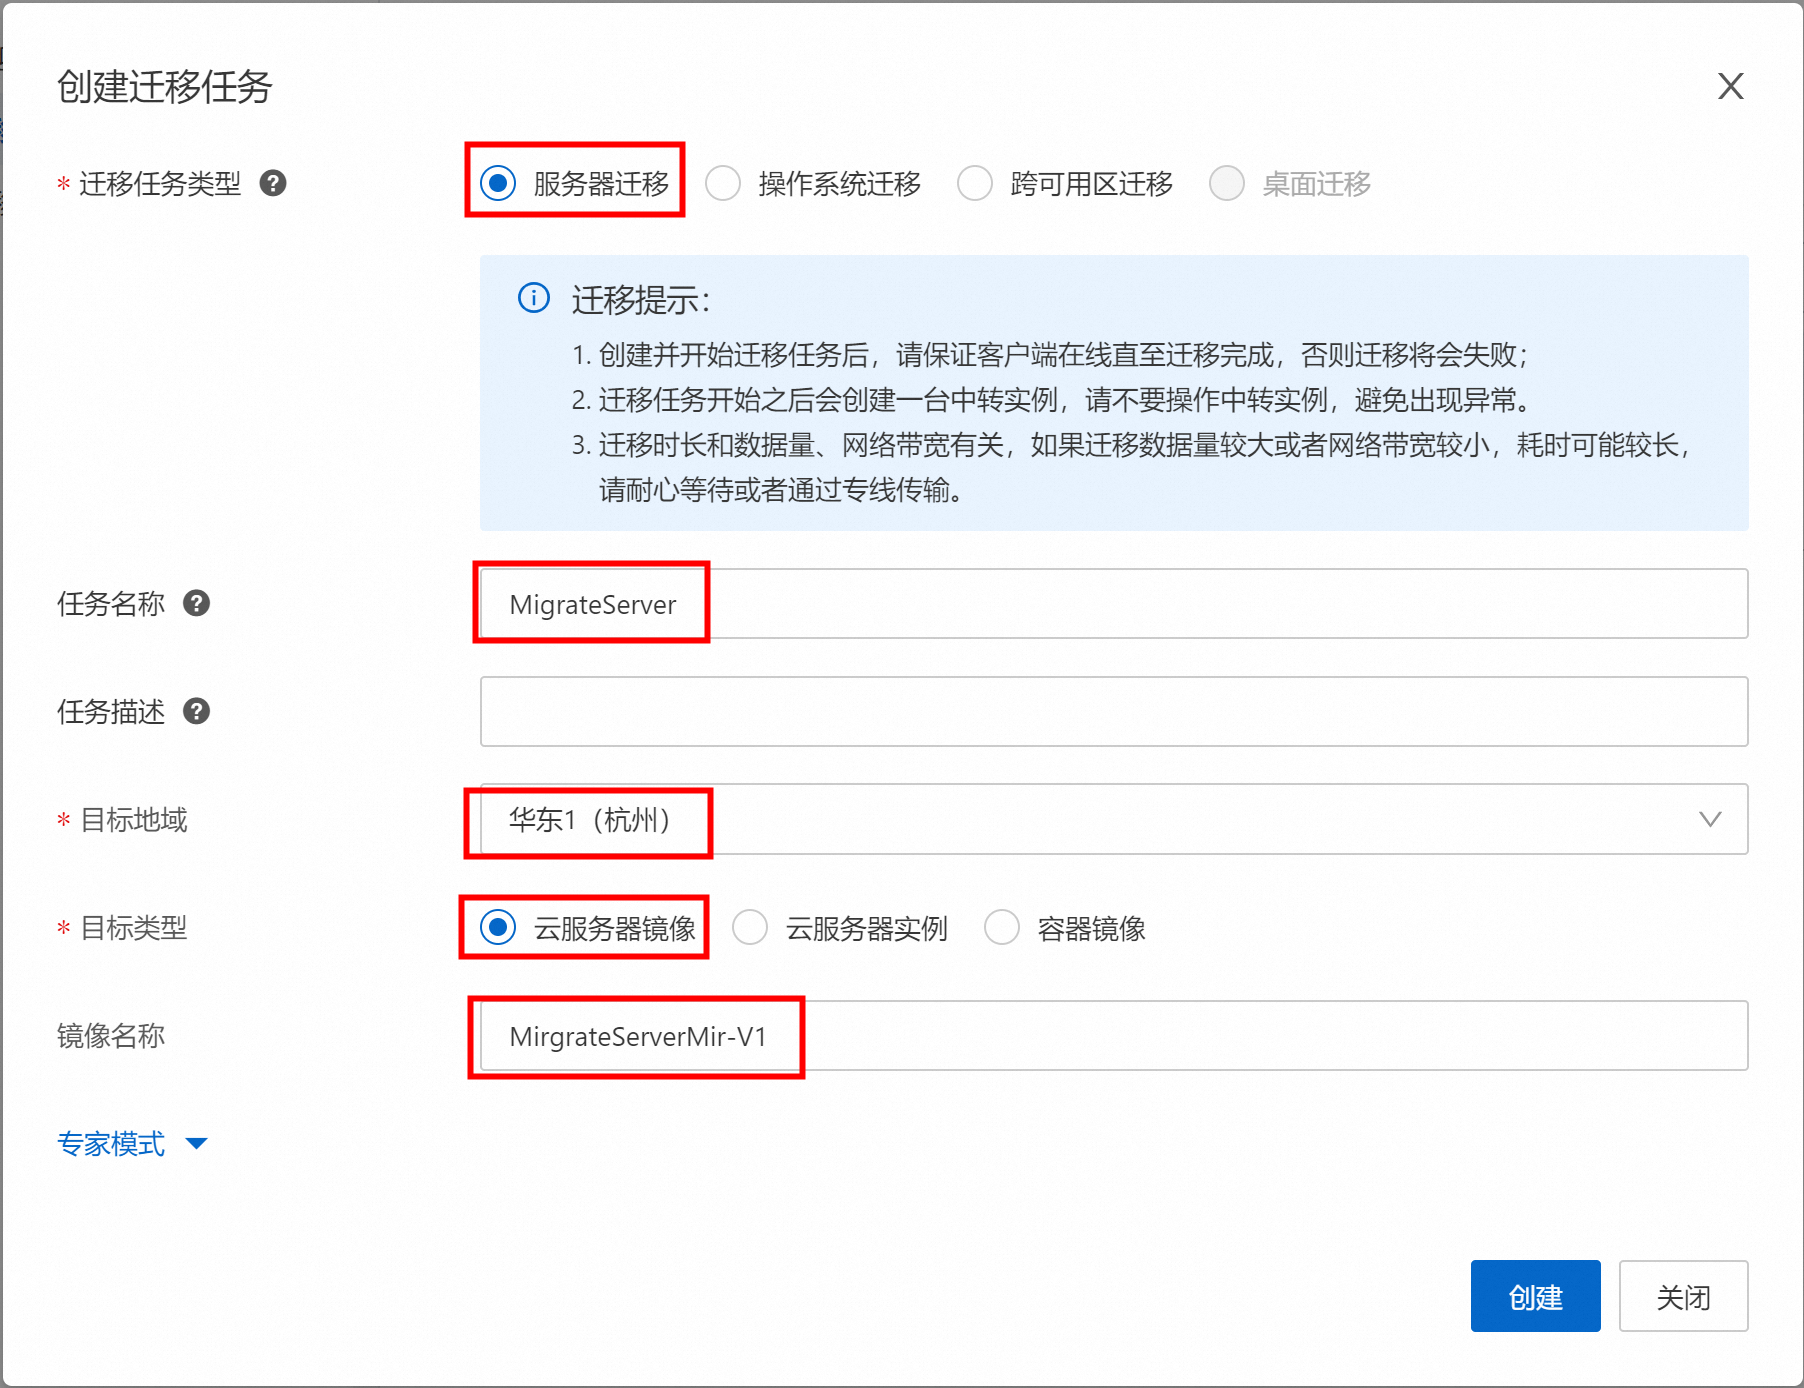 创建迁移任务
* 迁移任务类型 ? 服务器迁移 操作系统迁移 跨可用区迁移 桌面迁移
迁移提示：
1. 创建并开始迁移任务后，请保证客户端在线直至迁移完成，否则迁移将会失败；
2. 迁移任务开始之后会创建一台中转实例，请不要操作中转实例，避免出现异常。
3. 迁移时长和数据量、网络带宽有关，如果迁移数据量较大或者网络带宽较小，耗时可能较长，
请耐心等待或者通过专线传输。
任务名称 ? MigrateServer
任务描述 ?
* 目标地域 华东1（杭州）
* 目标类型 云服务器镜像 云服务器实例 容器镜像
镜像名称 MirgrateServerMir-V1
专家模式
创建 关闭